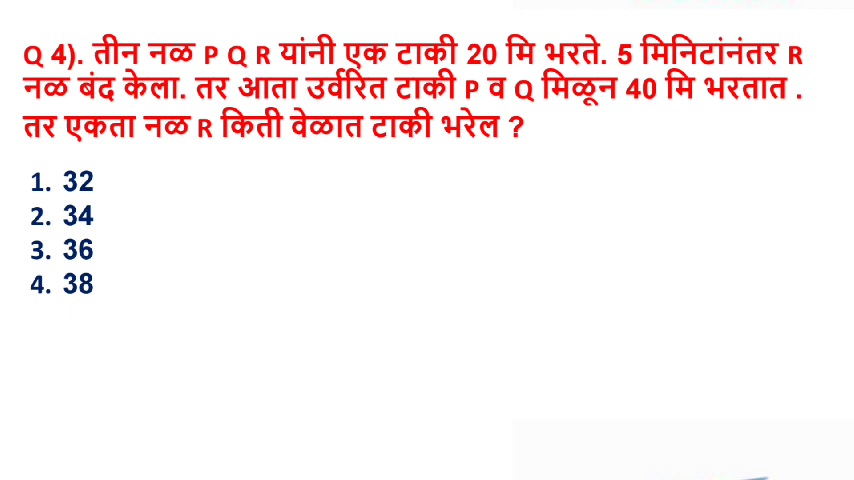 Q 4). तीन नळ P Q R यांनी एक टाकी 20 मि भरते. 5 मिनिटांनंतर R
नळ बंद केला. तर आता उर्वरित टाकी P व Q मिळून 40 मि भरतात .
तर एकता नळ R किती वेळात टाकी भरेल ?
1. 32
2. 34
3. 36
4. 38